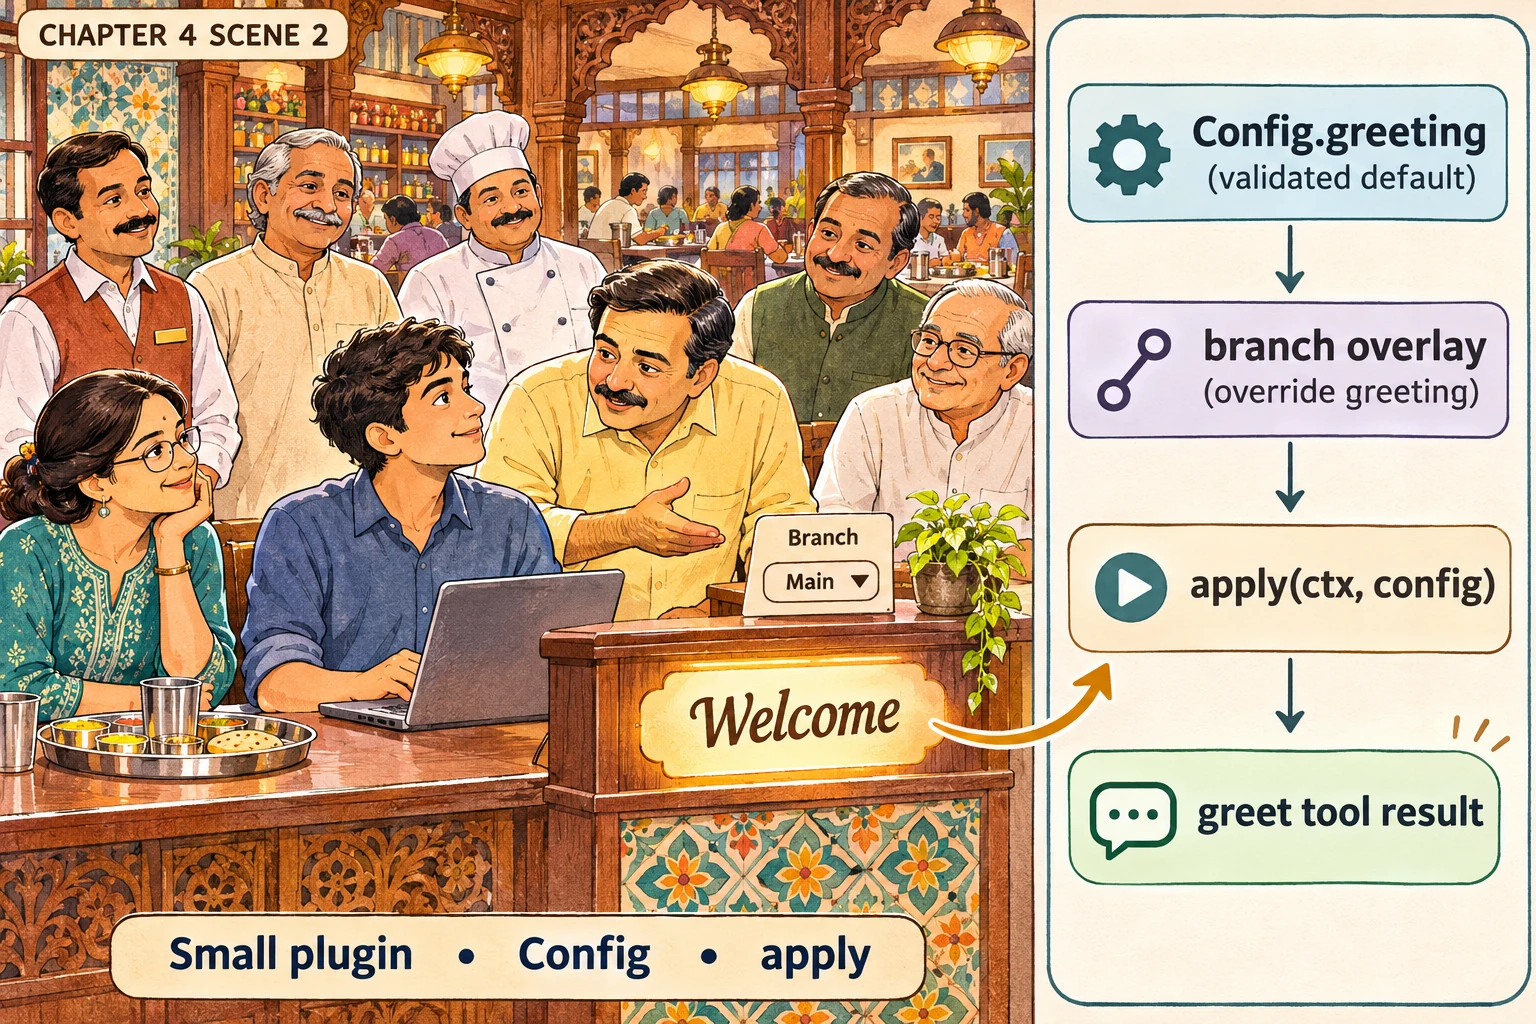 CHAPTER 4 SCENE 2
Branch
Main
Welcome
Small plugin • Config • apply
Config.greeting
(validated default)
branch overlay
(override greeting)
apply(ctx, config)
greet tool result